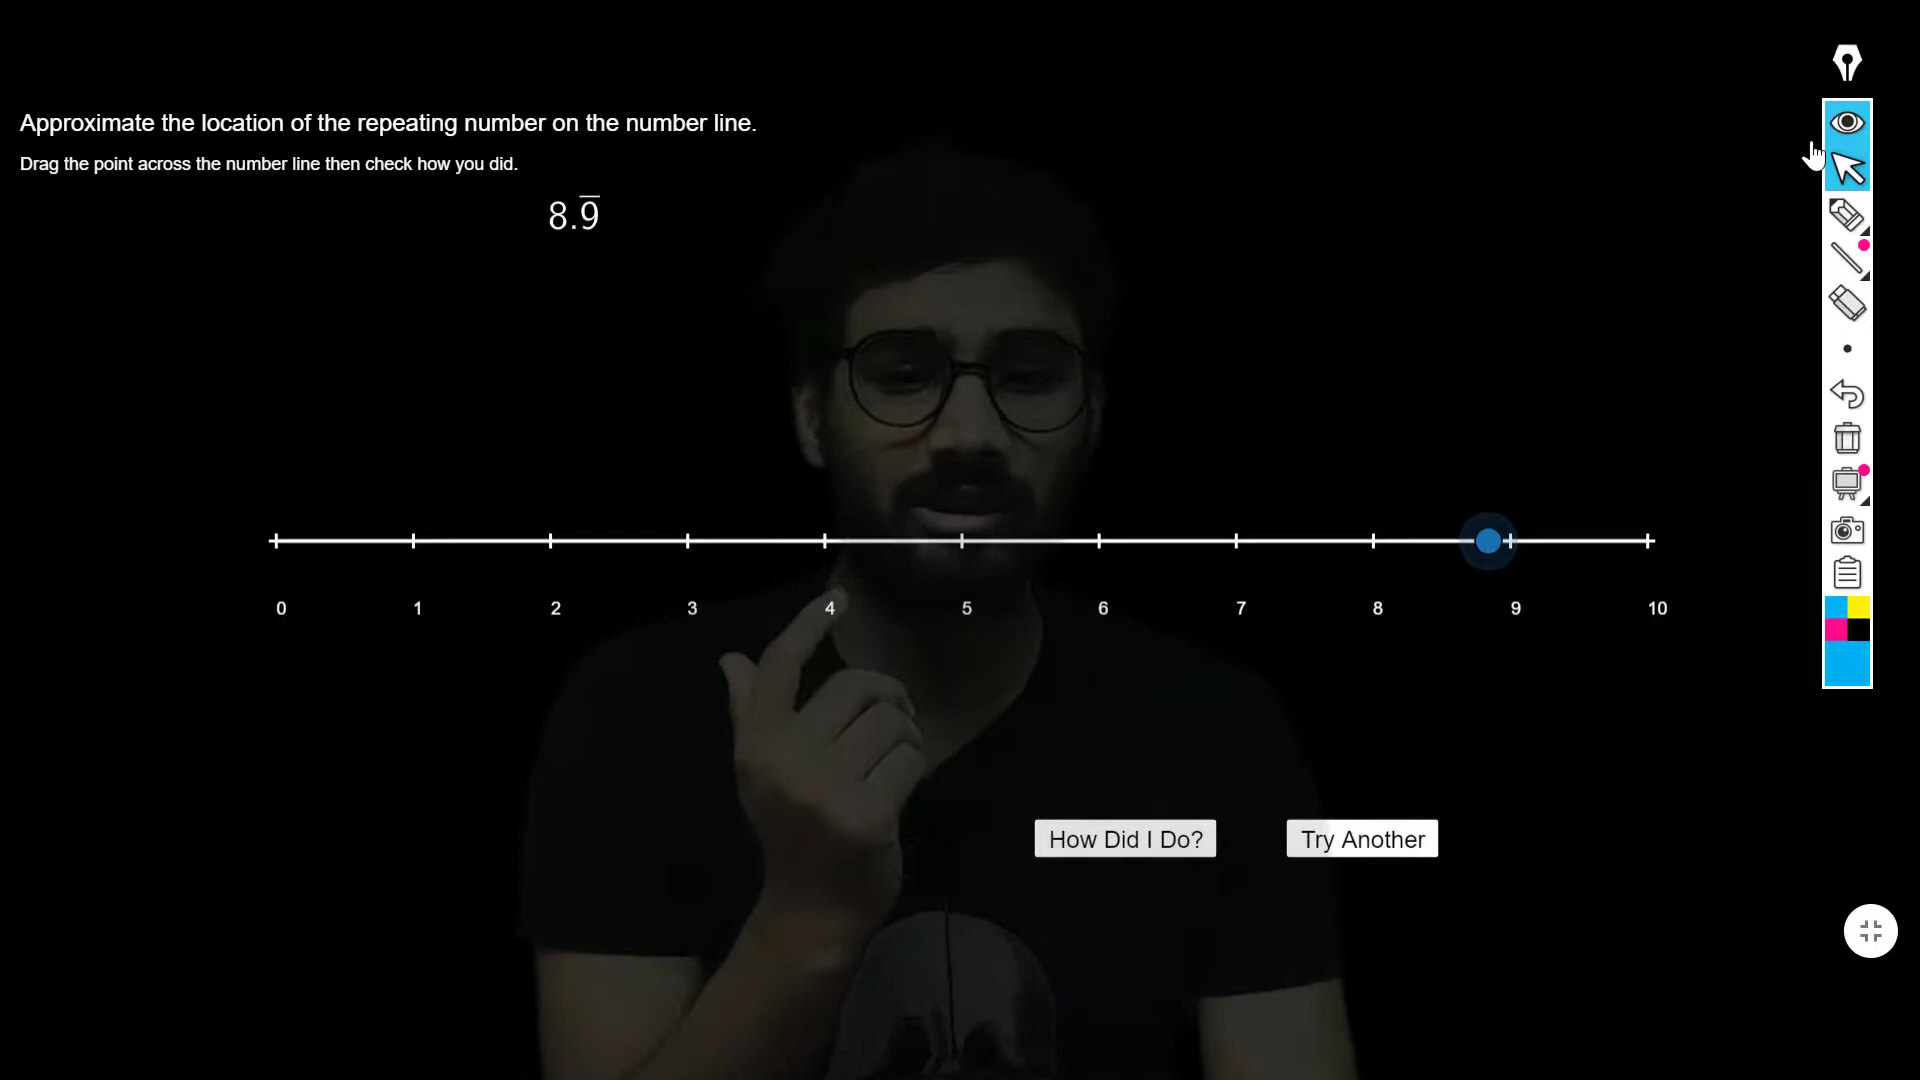 Approximate the location of the repeating number on the number line.
Drag the point across the number line then check how you did.
8.9̅
0 1 2 3 4 5 6 7 8 9 10
How Did I Do? Try Another